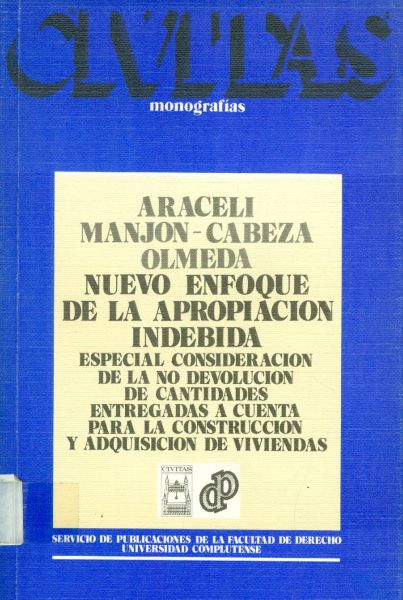 CIVITAS
monografías
ARACELI
MANJON-CABEZA
OLMEDA
NUEVO ENFOQUE
DE LA APROPIACION
INDEBIDA
ESPECIAL CONSIDERACION
DE LA NO DEVOLUCION
DE CANTIDADES
ENTREGADAS A CUENTA
PARA LA CONSTRUCCION
Y ADQUISICION DE VIVIENDAS
CIVITAS
dp
SERVICIO DE PUBLICACIONES DE LA FACULTAD DE DERECHO
UNIVERSIDAD COMPLUTENSE